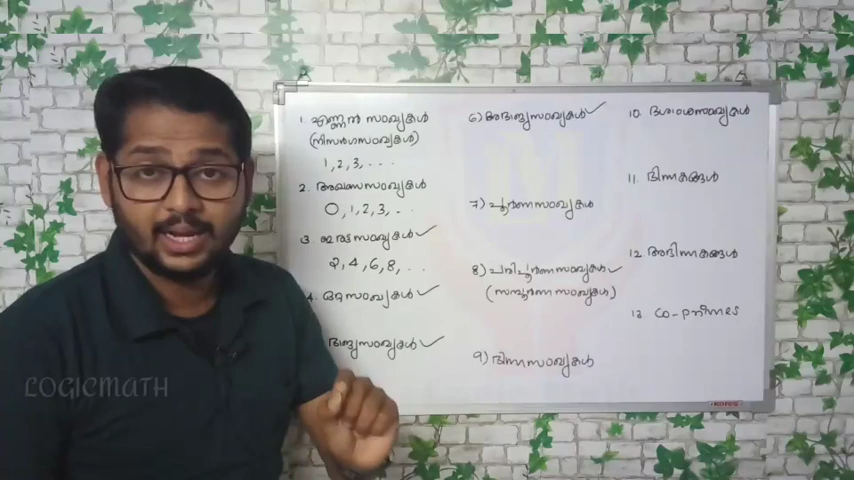 1. എണ്ണൽ സംഖ്യകൾ
(നിസർഗസംഖ്യകൾ)
1, 2, 3, . . .
2. അഖണ്ഡസംഖ്യകൾ
0, 1, 2, 3, . .
3. ഇരട്ടസംഖ്യകൾ ✓
2, 4, 6, 8, . . .
4. ഒറ്റസംഖ്യകൾ ✓
ഭാജ്യസംഖ്യകൾ ✓
6) അഭാജ്യസംഖ്യകൾ ✓
7) പൂർണസംഖ്യകൾ
8) പരിപൂർണസംഖ്യകൾ ✓
(സമ്പൂർണ സംഖ്യകൾ)
9) ഭിന്നസംഖ്യകൾ
10. ദശാംശസംഖ്യകൾ
11. ഭിന്നകങ്ങൾ
12. അഭിന്നകങ്ങൾ
13. Co-primes
KORES
LOGICMATH